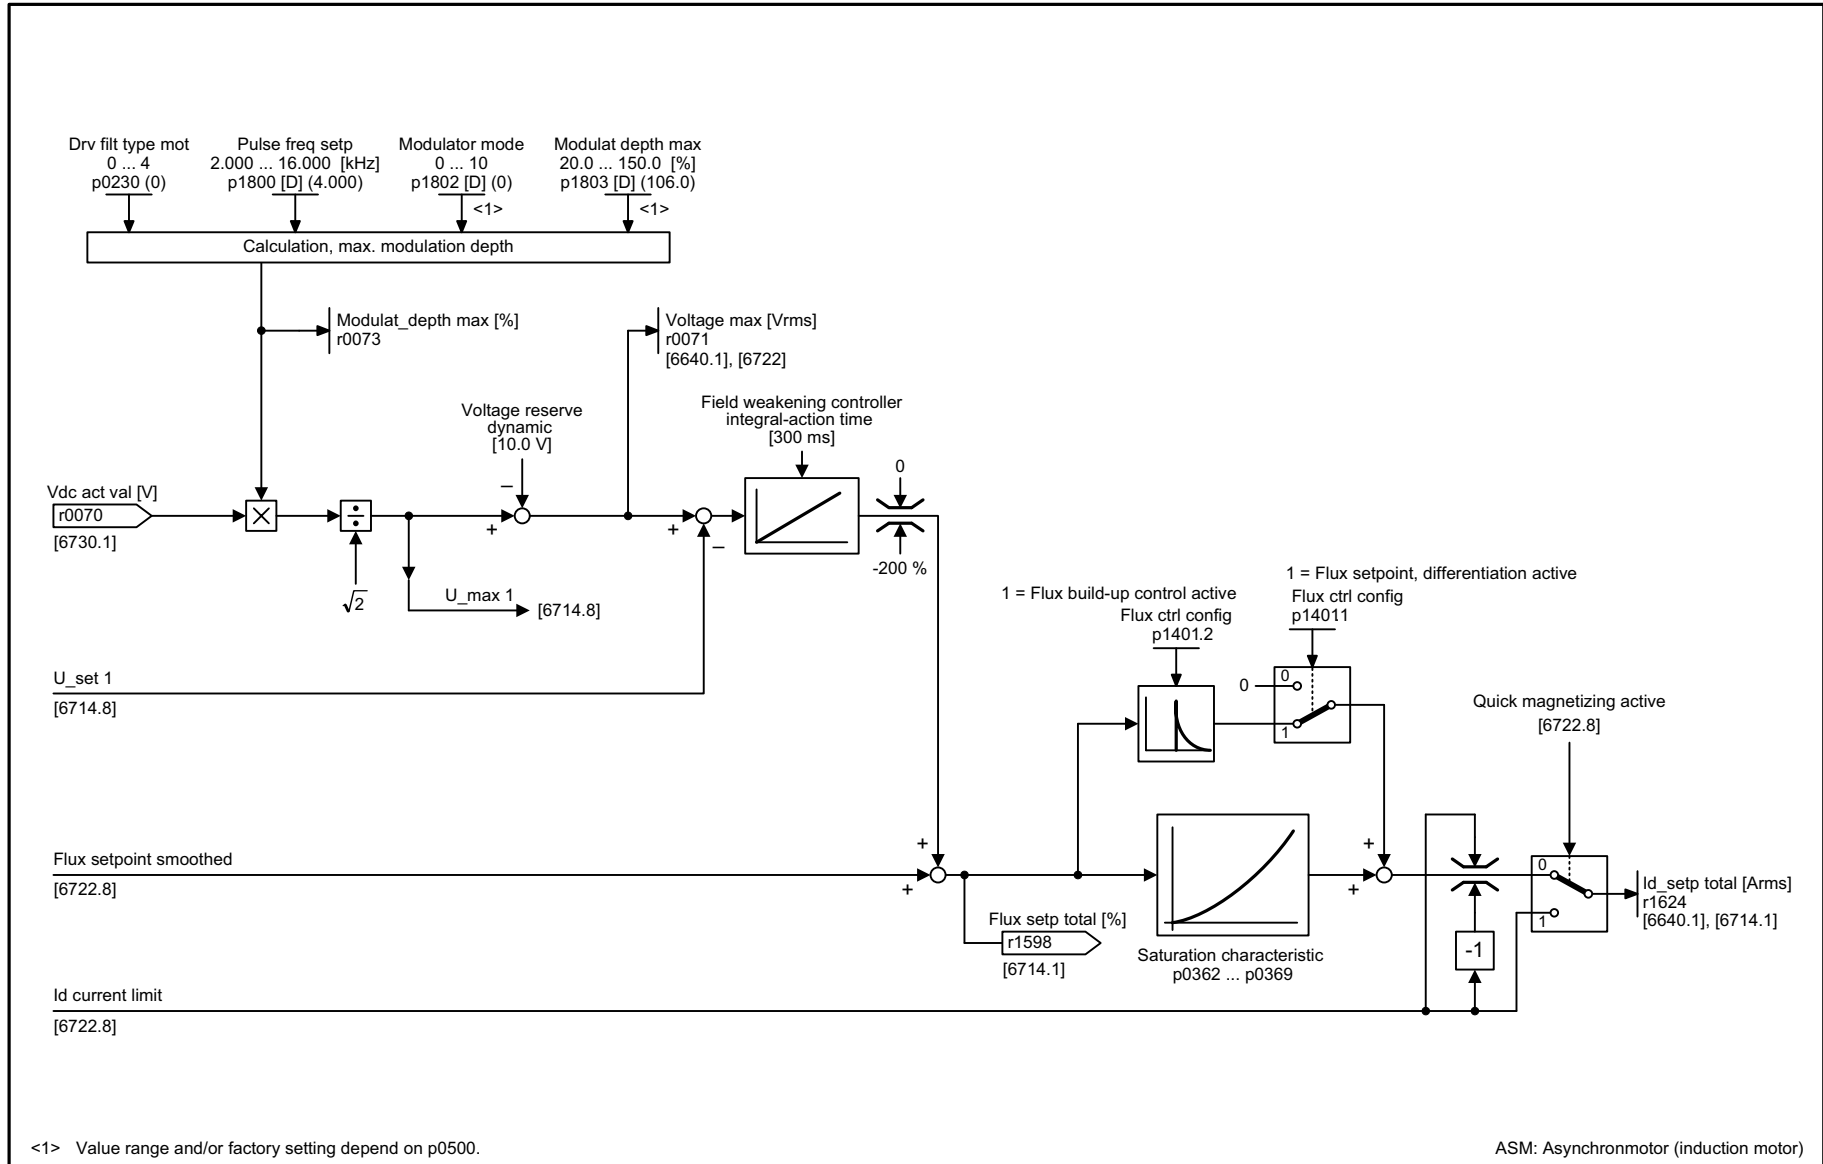 Drv filt type mot
0 ... 4
p0230 (0)
Pulse freq setp
2.000 ... 16.000 [kHz]
p1800 [D] (4.000)
Modulator mode
0 ... 10
p1802 [D] (0)
<1>
Modulat depth max
20.0 ... 150.0 [%]
p1803 [D] (106.0)
<1>
Calculation, max. modulation depth
Modulat_depth max [%]
r0073
Voltage max [Vrms]
r0071
[6640.1], [6722]
Voltage reserve
dynamic
[10.0 V]
Field weakening controller
integral-action time
[300 ms]
0
-200 %
Vdc act val [V]
r0070
[6730.1]
×
÷
√2
+
–
+
–
U_max 1
[6714.8]
U_set 1
[6714.8]
1 = Flux build-up control active
Flux ctrl config
p1401.2
1 = Flux setpoint, differentiation active
Flux ctrl config
p14011
0
0
1
Quick magnetizing active
[6722.8]
Flux setpoint smoothed
[6722.8]
+
+
Flux setp total [%]
r1598
[6714.1]
Saturation characteristic
p0362 ... p0369
+
+
-1
0
1
Id_setp total [Arms]
r1624
[6640.1], [6714.1]
Id current limit
[6722.8]
<1> Value range and/or factory setting depend on p0500.
ASM: Asynchronmotor (induction motor)